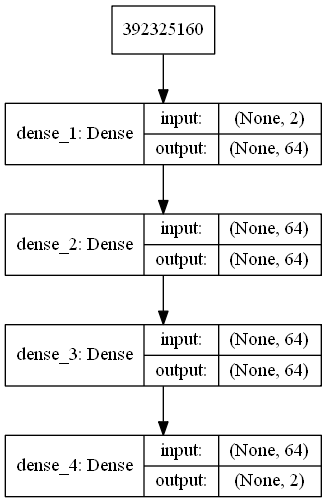 392325160
dense_1: Dense
input: (None, 2)
output: (None, 64)
dense_2: Dense
input: (None, 64)
output: (None, 64)
dense_3: Dense
input: (None, 64)
output: (None, 64)
dense_4: Dense
input: (None, 64)
output: (None, 2)